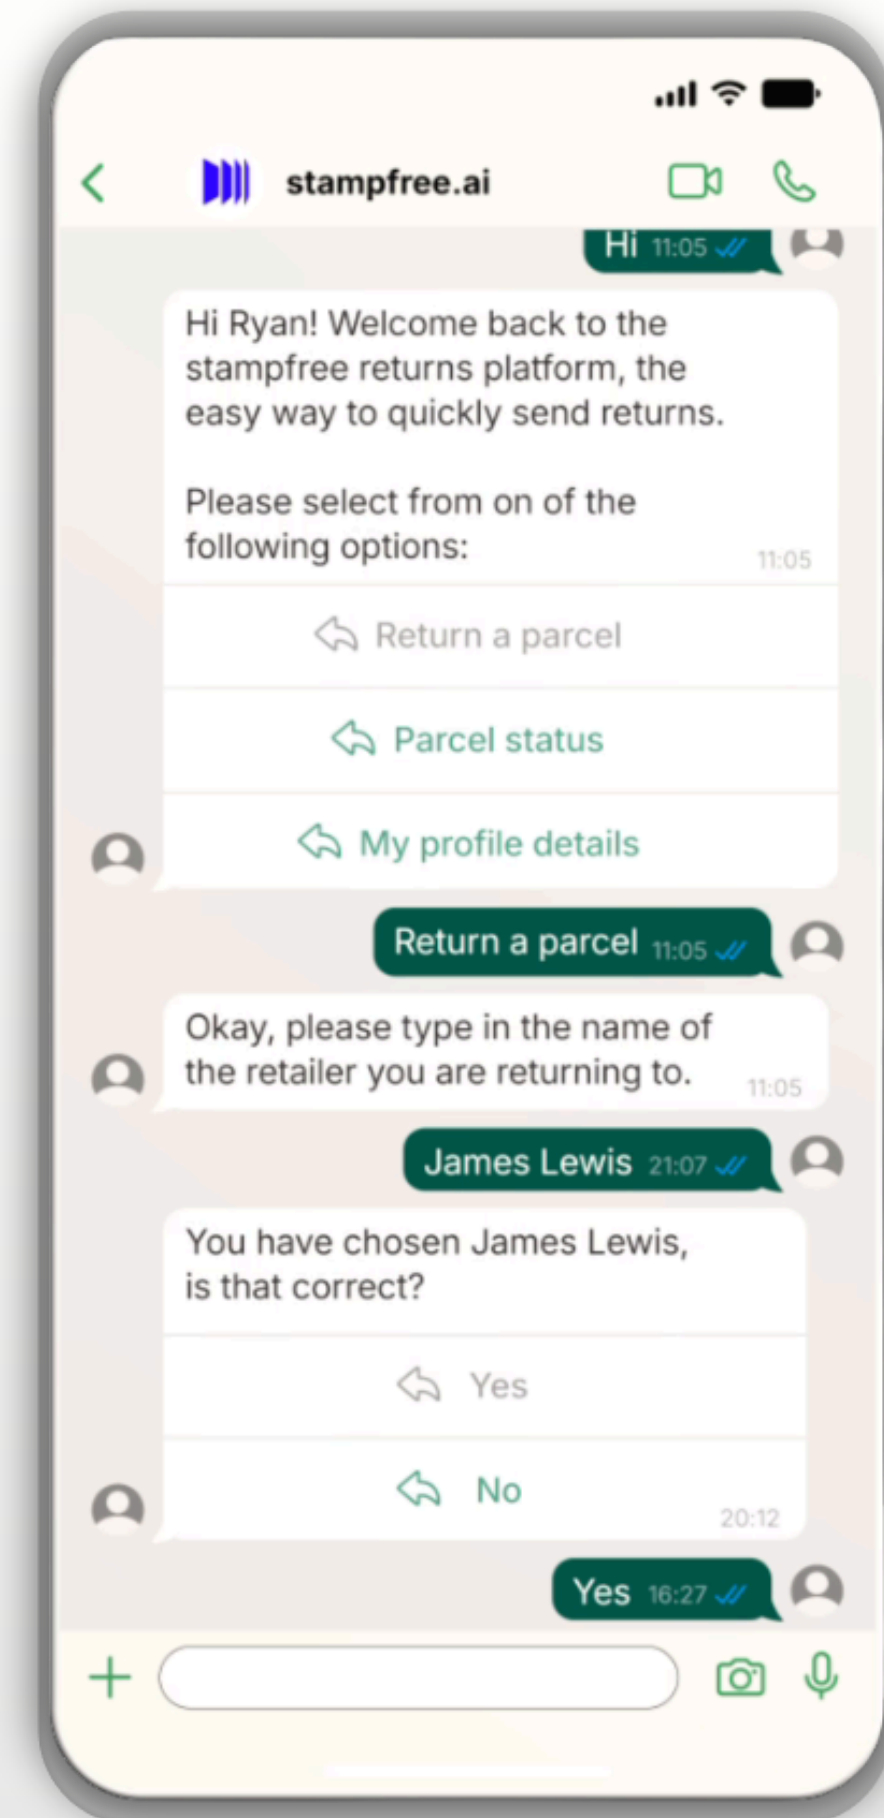 stampfree.ai
Hi 11:05
Hi Ryan! Welcome back to the
stampfree returns platform, the
easy way to quickly send returns.
Please select from on of the
following options:
11:05
Return a parcel
Parcel status
My profile details
Return a parcel 11:05
Okay, please type in the name of
the retailer you are returning to.
11:05
James Lewis 21:07
You have chosen James Lewis,
is that correct?
Yes
No
20:12
Yes 16:27